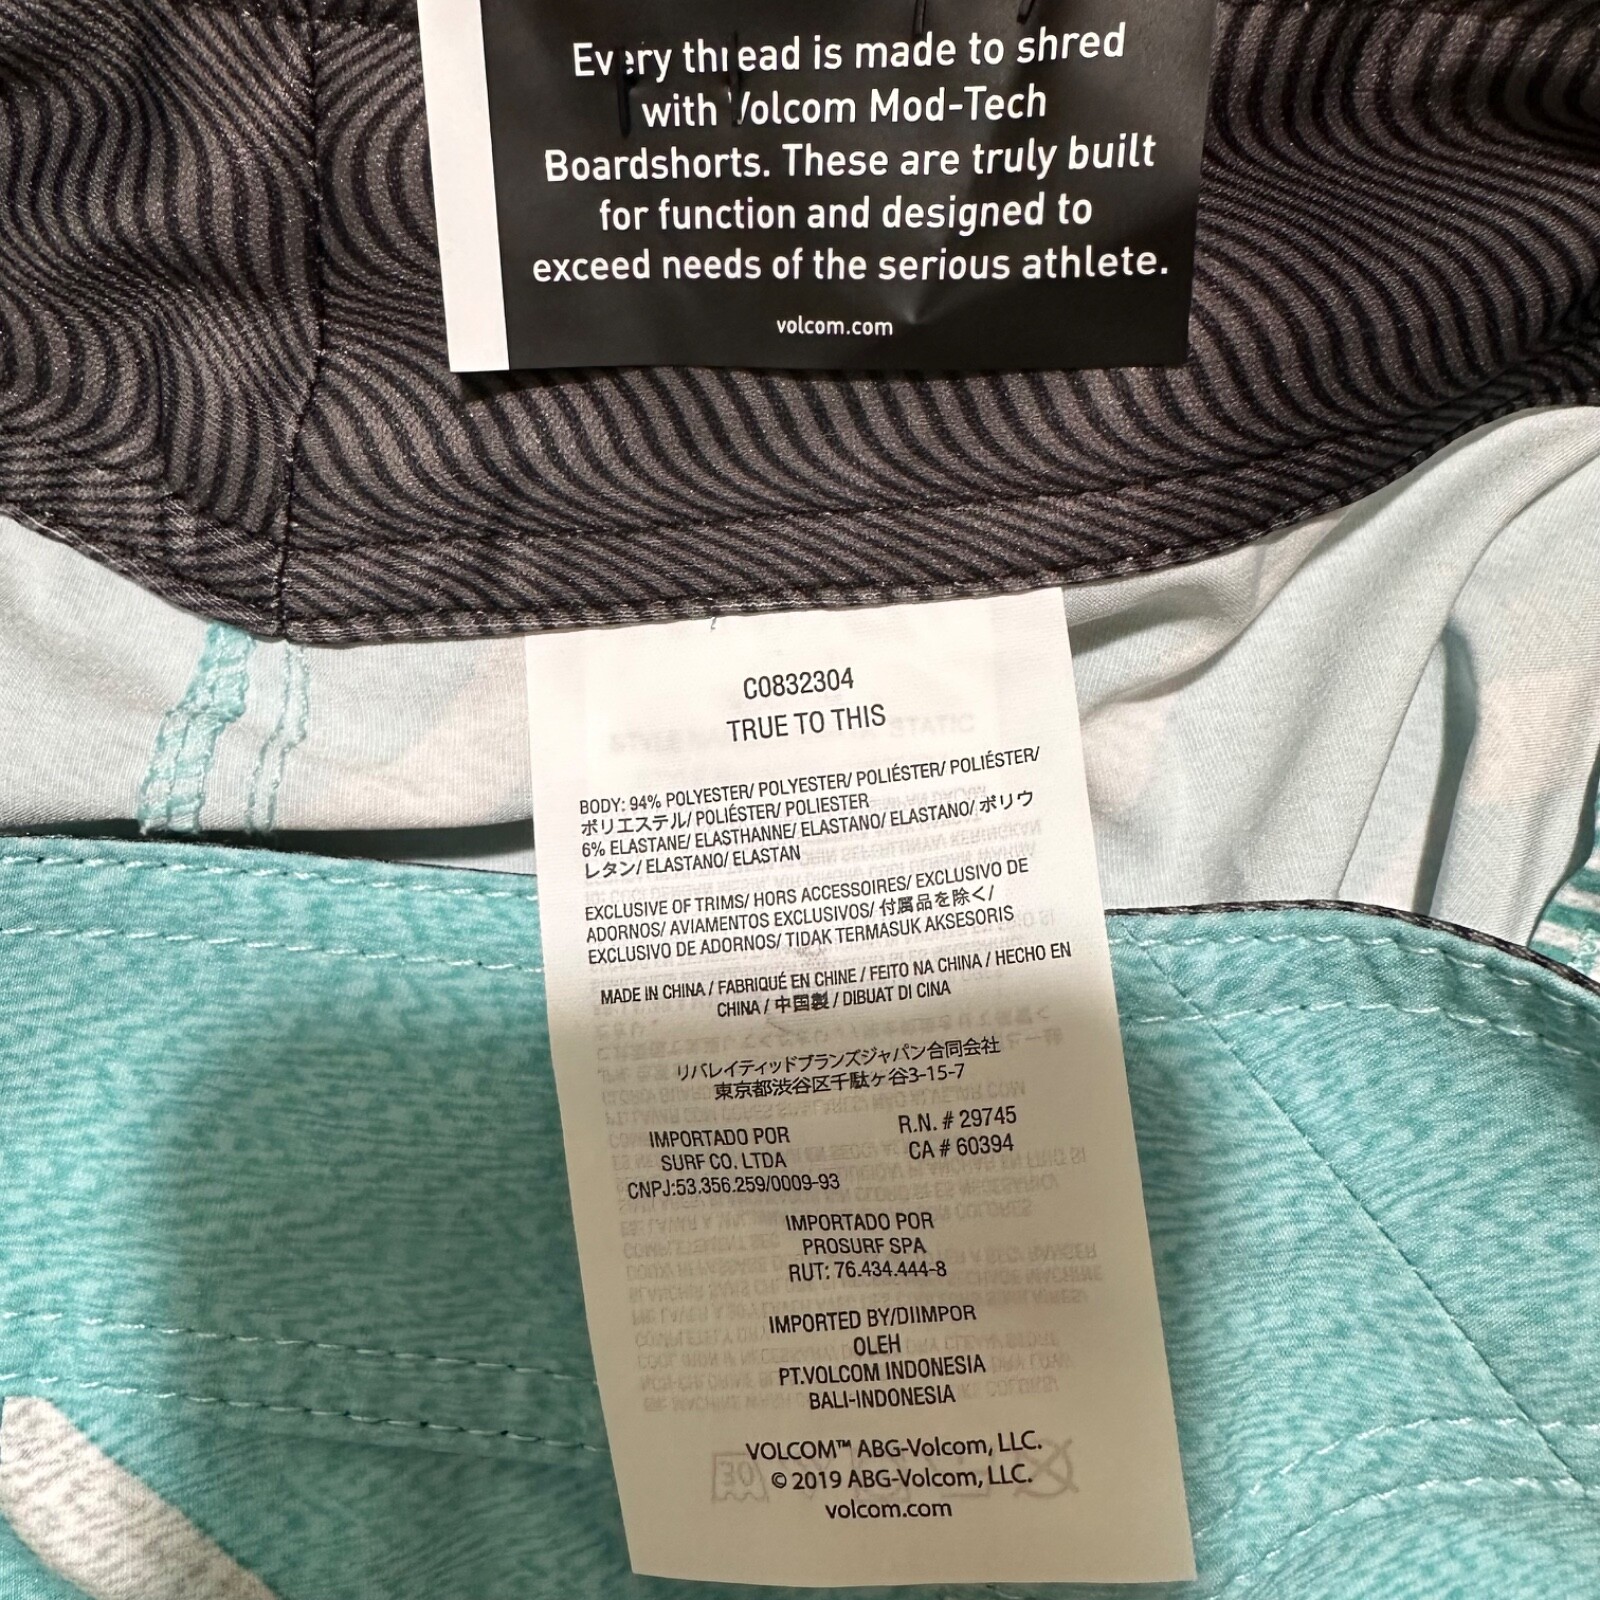 Every thread is made to shred
with Volcom Mod-Tech
Boardshorts. These are truly built
for function and designed to
exceed needs of the serious athlete.
volcom.com
C0832304
TRUE TO THIS
BODY: 94% POLYESTER/ POLYESTER/ POLIÉSTER/ POLIÉSTER/
ポリエステル/ POLIÉSTER/ POLIESTER
6% ELASTANE/ ELASTHANNE/ ELASTANO/ ELASTANO/ ポリウ
レタン/ ELASTANO/ ELASTAN
EXCLUSIVE OF TRIMS/ HORS ACCESSOIRES/ EXCLUSIVO DE
ADORNOS/ AVIAMENTOS EXCLUSIVOS/ 付属品を除く/
EXCLUSIVO DE ADORNOS/ TIDAK TERMASUK AKSESORIS
MADE IN CHINA / FABRIQUÉ EN CHINE / FEITO NA CHINA / HECHO EN
CHINA / 中国製 / DIBUAT DI CINA
リバレイティッドブランズジャパン合同会社
東京都渋谷区千駄ヶ谷3-15-7
IMPORTADO POR
SURF CO. LTDA
CNPJ:53.356.259/0009-93
R.N. # 29745
CA # 60394
IMPORTADO POR
PROSURF SPA
RUT: 76.434.444-8
IMPORTED BY/DIIMPOR
OLEH
PT.VOLCOM INDONESIA
BALI-INDONESIA
VOLCOM™ ABG-Volcom, LLC.
© 2019 ABG-Volcom, LLC.
volcom.com